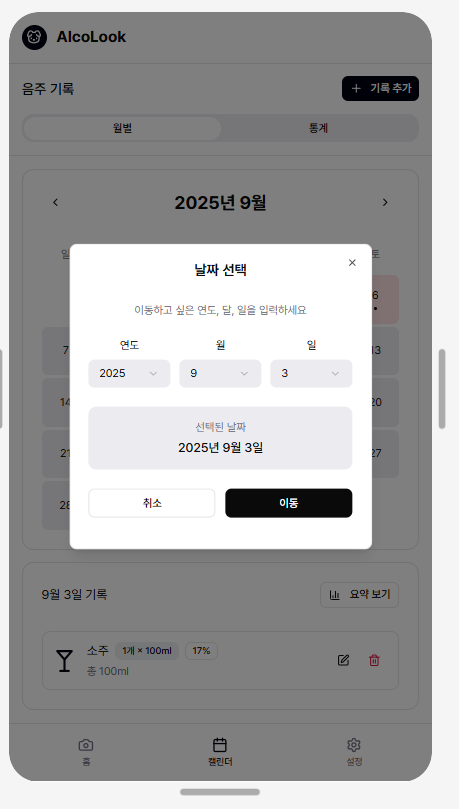 AlcoLook
음주 기록
+ 기록 추가
월별 통계
2025년 9월
일 토
날짜 선택
이동하고 싶은 연도, 달, 일을 입력하세요
연도 월 일
2025 9 3
선택된 날짜
2025년 9월 3일
취소 이동
6
7 13
14 20
21 27
28
9월 3일 기록
요약 보기
소주 1개 × 100ml 17%
총 100ml
홈 캘린더 설정